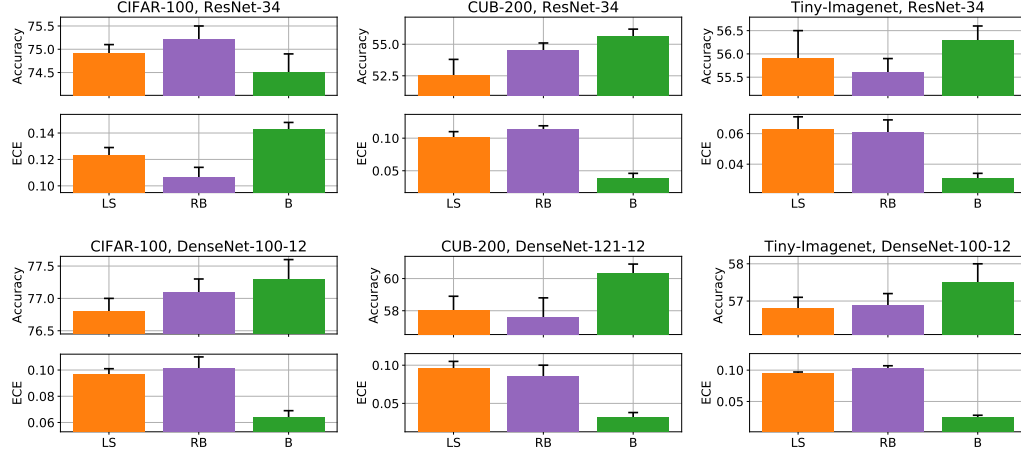 CIFAR-100, ResNet-34
Accuracy
75.5
75.0
74.5
ECE
0.14
0.12
0.10
LS RB B
CUB-200, ResNet-34
Accuracy
55.0
52.5
ECE
0.10
0.05
LS RB B
Tiny-Imagenet, ResNet-34
Accuracy
56.5
56.0
55.5
ECE
0.06
0.04
LS RB B
CIFAR-100, DenseNet-100-12
Accuracy
77.5
77.0
76.5
ECE
0.10
0.08
0.06
LS RB B
CUB-200, DenseNet-121-12
Accuracy
60
58
ECE
0.10
0.05
LS RB B
Tiny-Imagenet, DenseNet-100-12
Accuracy
58
57
ECE
0.10
0.05
LS RB B